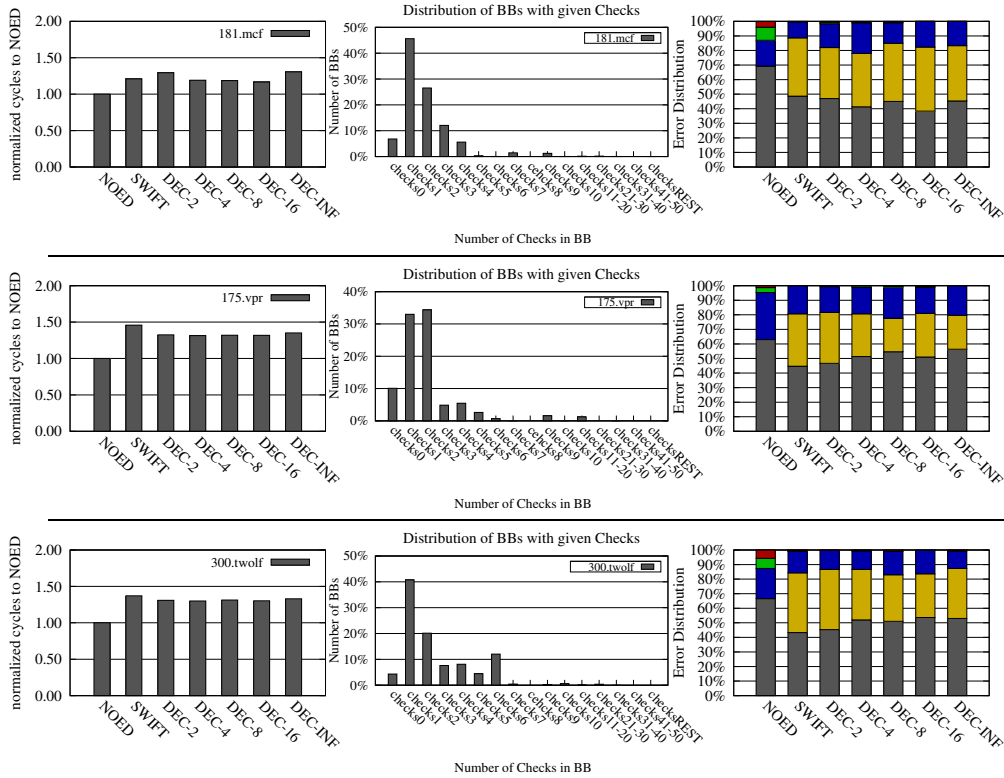 normalized cycles to NOED
2.00
1.50
1.00
0.50
0.00
181.mcf
NOED
SWIFT
DEC-2
DEC-4
DEC-8
DEC-16
DEC-INF
Distribution of BBs with given Checks
Number of BBs
50%
40%
30%
20%
10%
0%
181.mcf
checks0
checks1
checks2
checks3
checks4
checks5
checks6
checks7
cehcks8
checks9
checks10
checks11-20
checks21-30
checks31-40
checks41-50
checksREST
Number of Checks in BB
Error Distribution
100%
90%
80%
70%
60%
50%
40%
30%
20%
10%
0%
NOED
SWIFT
DEC-2
DEC-4
DEC-8
DEC-16
DEC-INF
normalized cycles to NOED
2.00
1.50
1.00
0.50
0.00
175.vpr
NOED
SWIFT
DEC-2
DEC-4
DEC-8
DEC-16
DEC-INF
Distribution of BBs with given Checks
Number of BBs
40%
30%
20%
10%
0%
175.vpr
checks0
checks1
checks2
checks3
checks4
checks5
checks6
checks7
cehcks8
checks9
checks10
checks11-20
checks21-30
checks31-40
checks41-50
checksREST
Number of Checks in BB
Error Distribution
100%
90%
80%
70%
60%
50%
40%
30%
20%
10%
0%
NOED
SWIFT
DEC-2
DEC-4
DEC-8
DEC-16
DEC-INF
normalized cycles to NOED
2.00
1.50
1.00
0.50
0.00
300.twolf
NOED
SWIFT
DEC-2
DEC-4
DEC-8
DEC-16
DEC-INF
Distribution of BBs with given Checks
Number of BBs
50%
40%
30%
20%
10%
0%
300.twolf
checks0
checks1
checks2
checks3
checks4
checks5
checks6
checks7
cehcks8
checks9
checks10
checks11-20
checks21-30
checks31-40
checks41-50
checksREST
Number of Checks in BB
Error Distribution
100%
90%
80%
70%
60%
50%
40%
30%
20%
10%
0%
NOED
SWIFT
DEC-2
DEC-4
DEC-8
DEC-16
DEC-INF